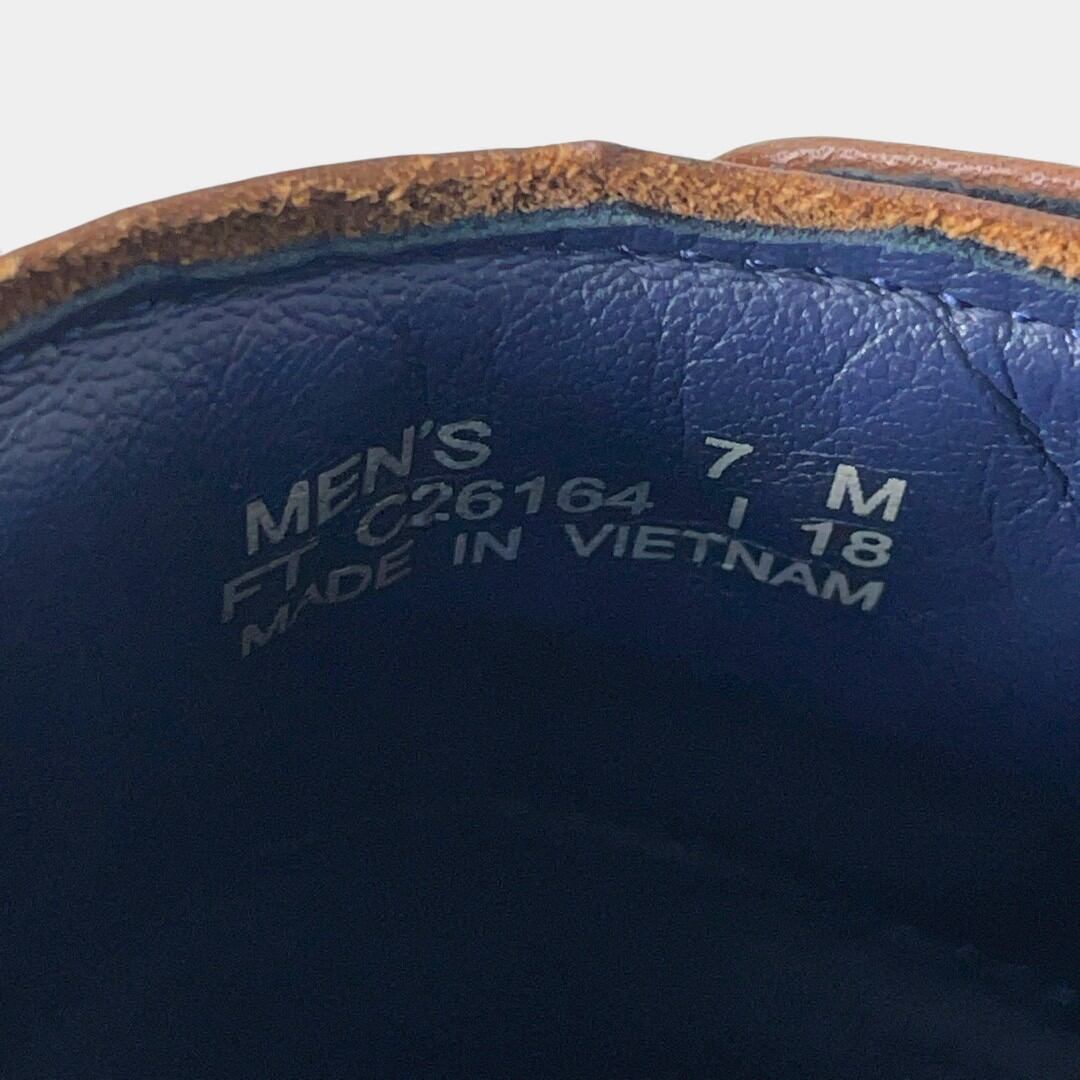 MEN'S 7 M
FT C26164 I 18
MADE IN VIETNAM